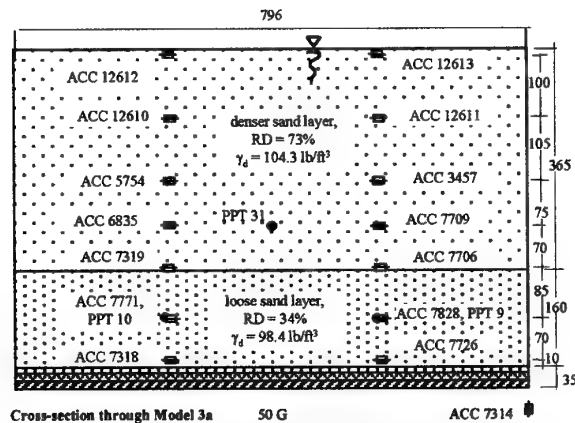 796
ACC 12612
ACC 12613
100
ACC 12610
denser sand layer,
RD = 73%
γd = 104.3 lb/ft³
ACC 12611
105
365
ACC 5754
ACC 3457
ACC 6835
PPT 31
ACC 7709
75
ACC 7319
ACC 7706
70
ACC 7771,
PPT 10
loose sand layer,
RD = 34%
γd = 98.4 lb/ft³
ACC 7828, PPT 9
85
160
ACC 7318
ACC 7726
70
10
35
Cross-section through Model 3a
50 G
ACC 7314